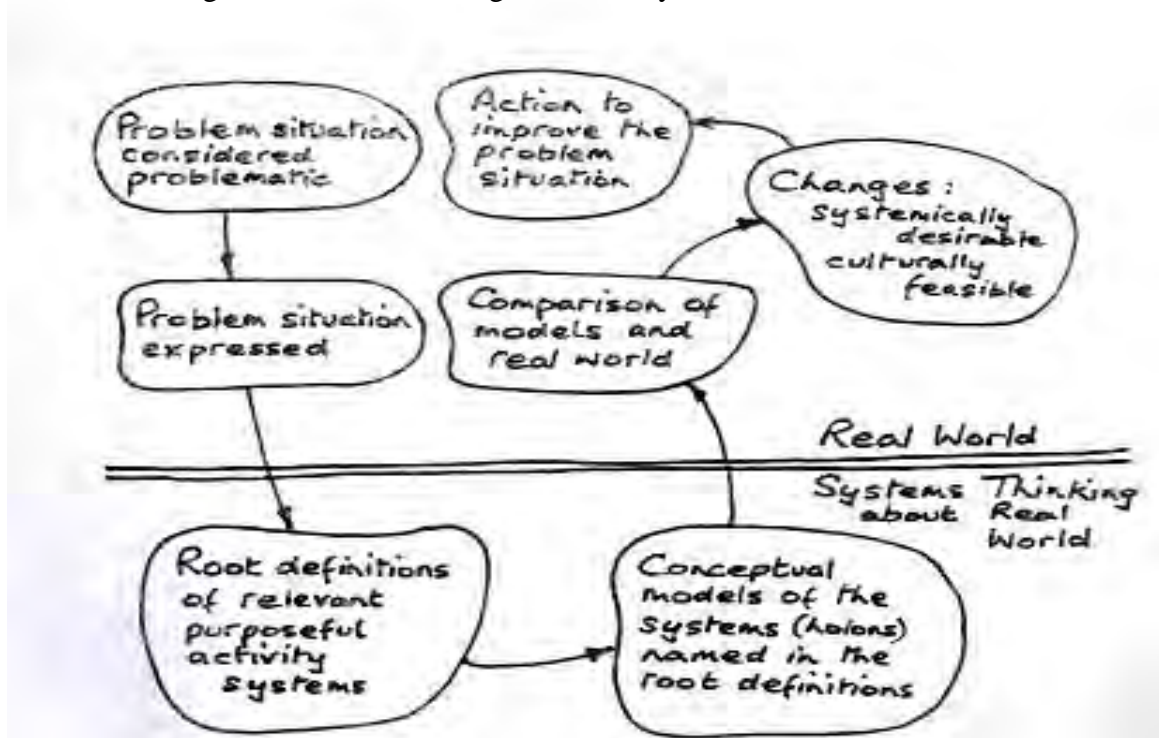 Problem situation
considered
problematic
Action to
improve the
problem
situation
Changes :
systemically
desirable
culturally
feasible
Problem situation
expressed
Comparison of
models and
real world
Real World
Systems Thinking
about Real
World
Root definitions
of relevant
purposeful
activity
systems
Conceptual
models of the
systems (holons)
named in the
root definitions